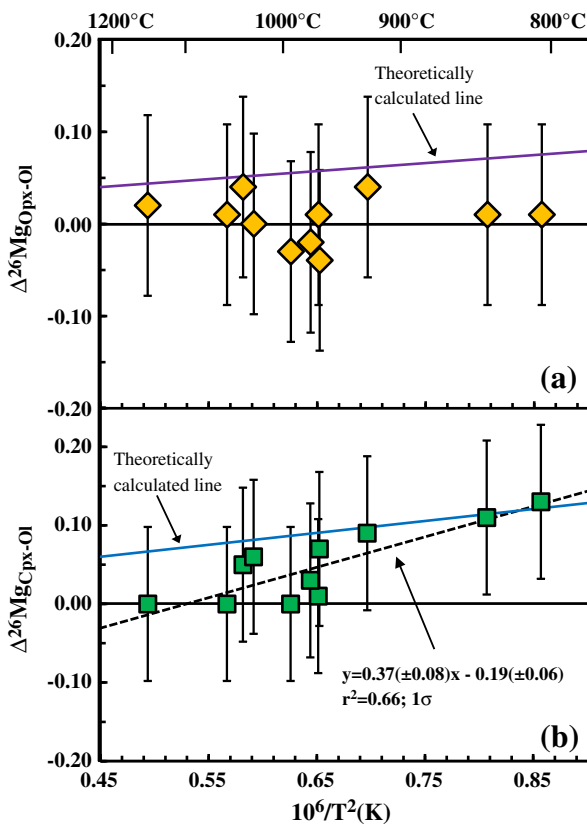 1200°C 1000°C 900°C 800°C
0.20
Theoretically
calculated line
0.10
Δ²⁶Mg_Opx-Ol
0.00
-0.10
(a)
-0.20
0.20
Theoretically
calculated line
0.10
Δ²⁶Mg_Cpx-Ol
0.00
y=0.37(±0.08)x - 0.19(±0.06)
r²=0.66; 1σ
-0.10
(b)
-0.20
0.45 0.55 0.65 0.75 0.85
10⁶/T²(K)